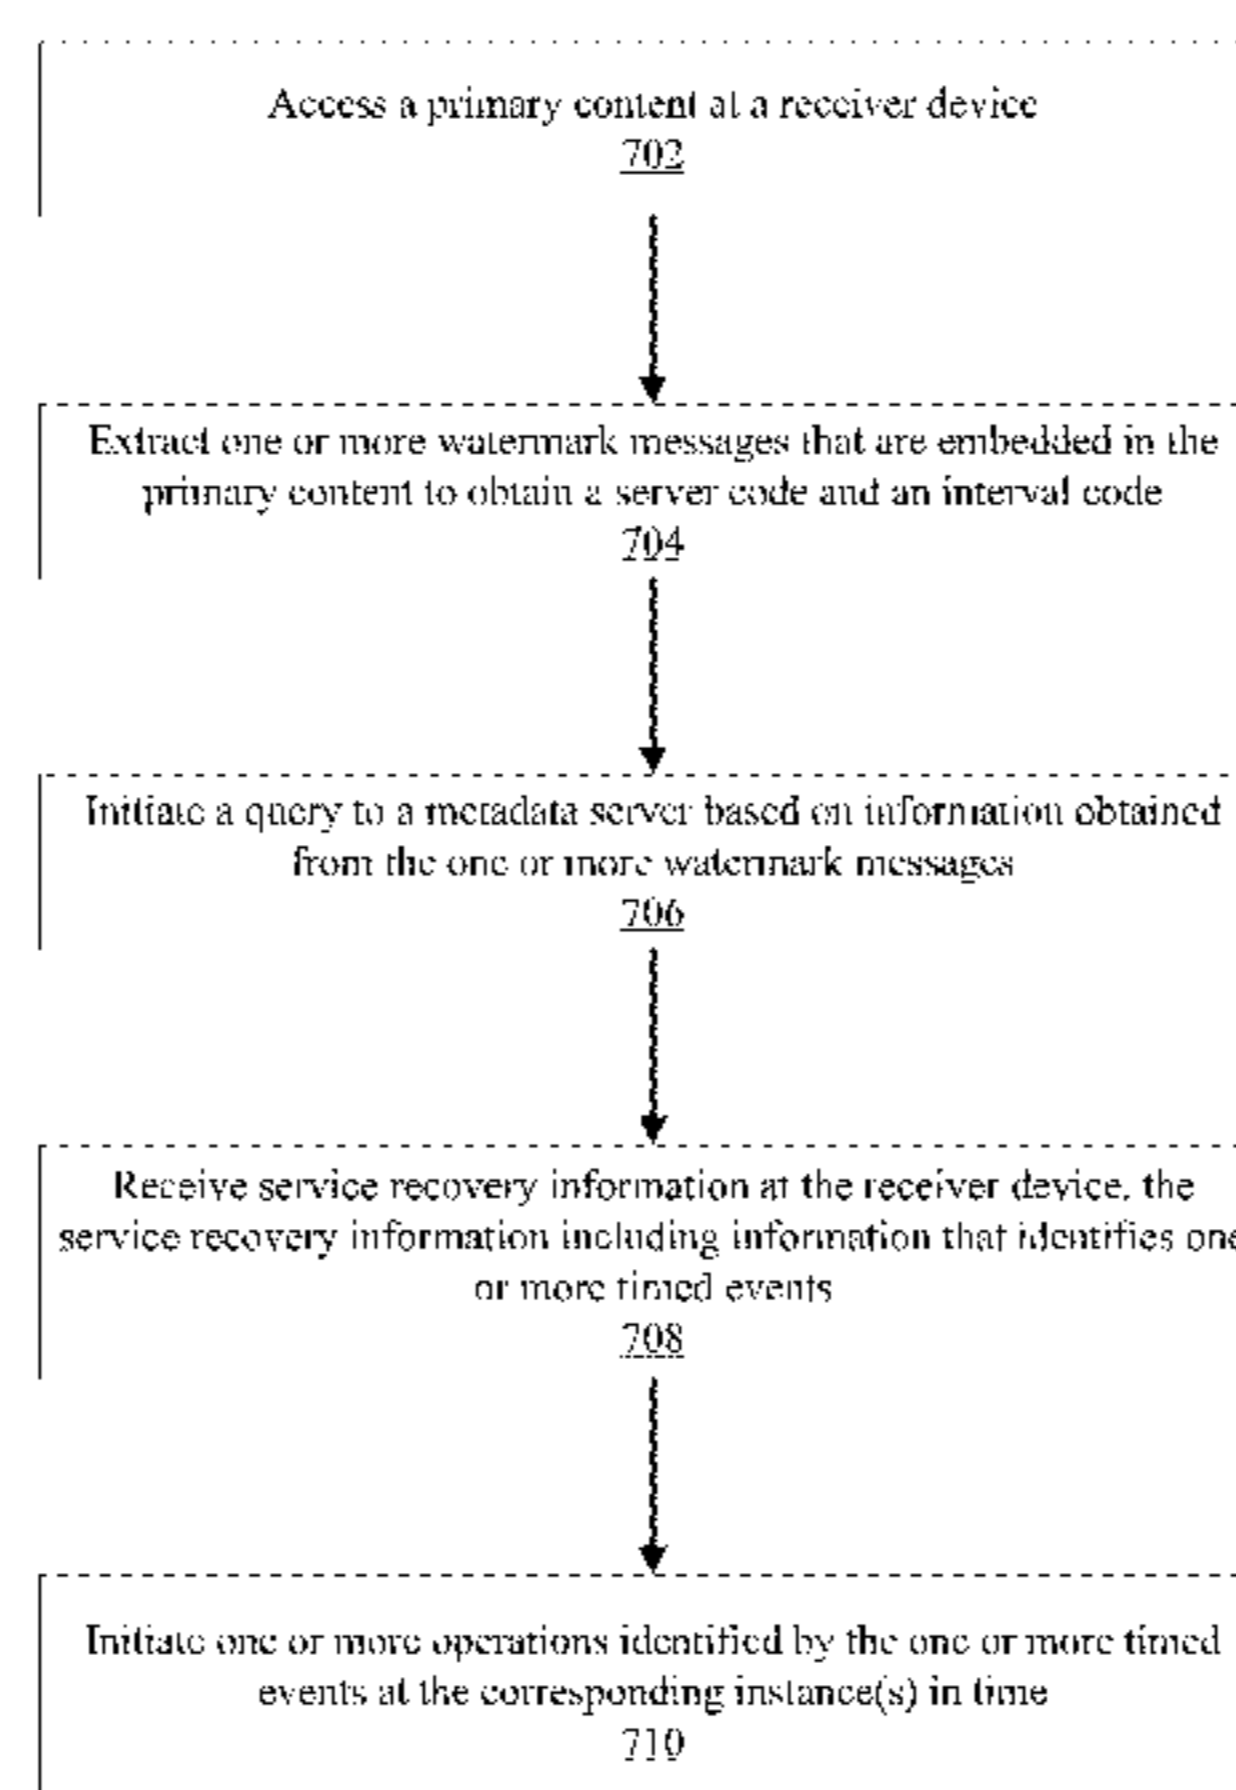 Access a primary content at a receiver device
702
Extract one or more watermark messages that are embedded in the
primary content to obtain a server code and an interval code
704
Initiate a query to a metadata server based on information obtained
from the one or more watermark messages
706
Receive service recovery information at the receiver device, the
service recovery information including information that identifies one
or more timed events
708
Initiate one or more operations identified by the one or more timed
events at the corresponding instance(s) in time
710